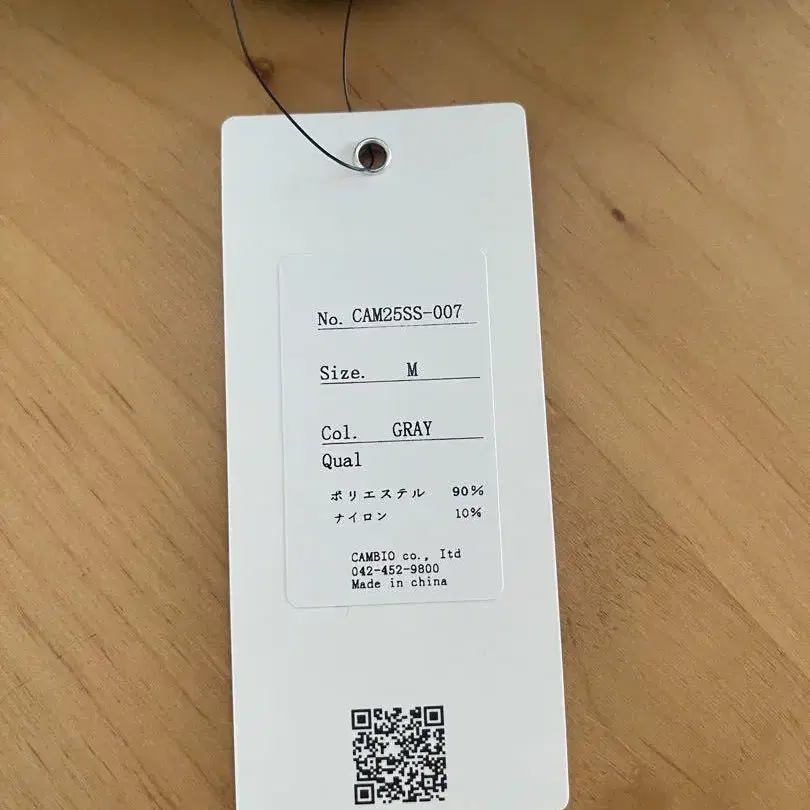 No. CAM25SS-007
Size. M
Col. GRAY
Qual
ポリエステル 90%
ナイロン 10%
CAMBIO co., Itd
042-452-9800
Made in china